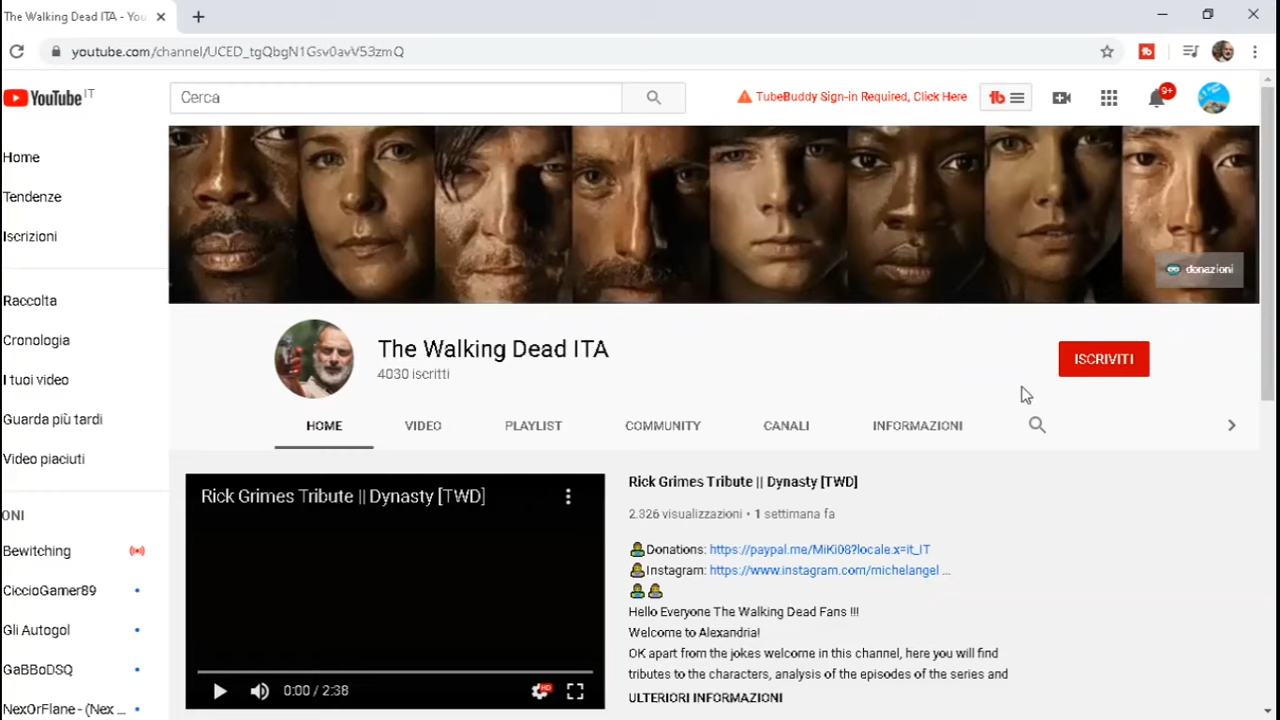 The Walking Dead ITA - You
youtube.com/channel/UCED_tgQbgN1Gsv0avV53zmQ
YouTube IT
Cerca
TubeBuddy Sign-in Required, Click Here
tb
9+
Home
Tendenze
Iscrizioni
Raccolta
Cronologia
I tuoi video
Guarda più tardi
Video piaciuti
ONI
Bewitching
CiccioGamer89
Gli Autogol
GaBBoDSQ
NexOrFlane - (Nex ...
donazioni
The Walking Dead ITA
4030 iscritti
ISCRIVITI
HOME VIDEO PLAYLIST COMMUNITY CANALI INFORMAZIONI
Rick Grimes Tribute || Dynasty [TWD]
0:00 / 2:38
HD
Rick Grimes Tribute || Dynasty [TWD]
2.326 visualizzazioni • 1 settimana fa
Donations: https://paypal.me/MiKi08?locale.x=it_IT
Instagram: https://www.instagram.com/michelangel ...
Hello Everyone The Walking Dead Fans !!!
Welcome to Alexandria!
OK apart from the jokes welcome in this channel, here you will find
tributes to the characters, analysis of the episodes of the series and
ULTERIORI INFORMAZIONI